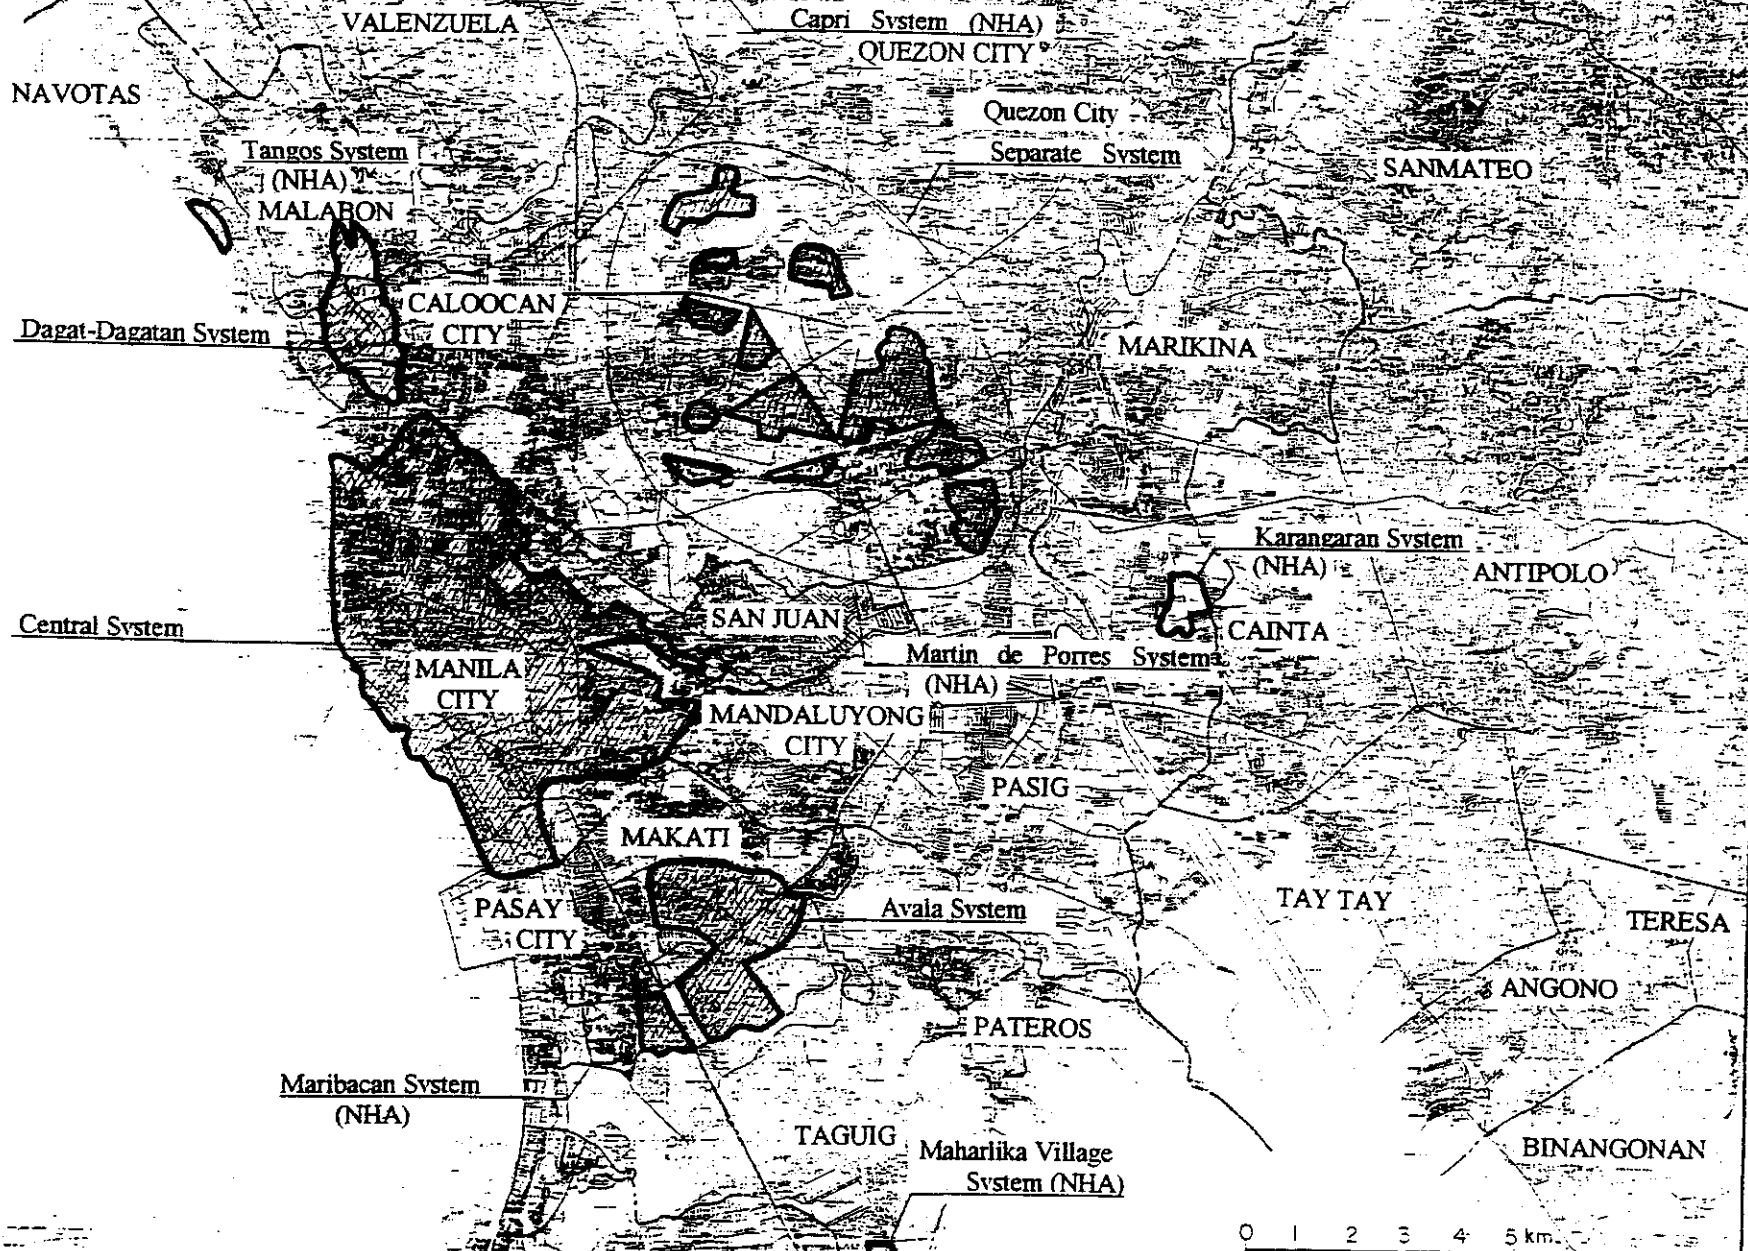 VALENZUELA
Capri System (NHA)
QUEZON CITY
NAVOTAS
Quezon City
Separate System
Tangos System
(NHA)
MALABON
SANMATEO
CALOOCAN
CITY
Dagat-Dagatan System
MARIKINA
Karangaran System
(NHA)
ANTIPOLO
Central System
SAN JUAN
CAINTA
Martin de Porres System
(NHA)
MANILA
CITY
MANDALUYONG
CITY
PASIG
MAKATI
TAY TAY
PASAY
CITY
Avala System
TERESA
ANGONO
PATEROS
Maribacan System
(NHA)
TAGUIG
Maharlika Village
System (NHA)
BINANGONAN
0 1 2 3 4 5 km.